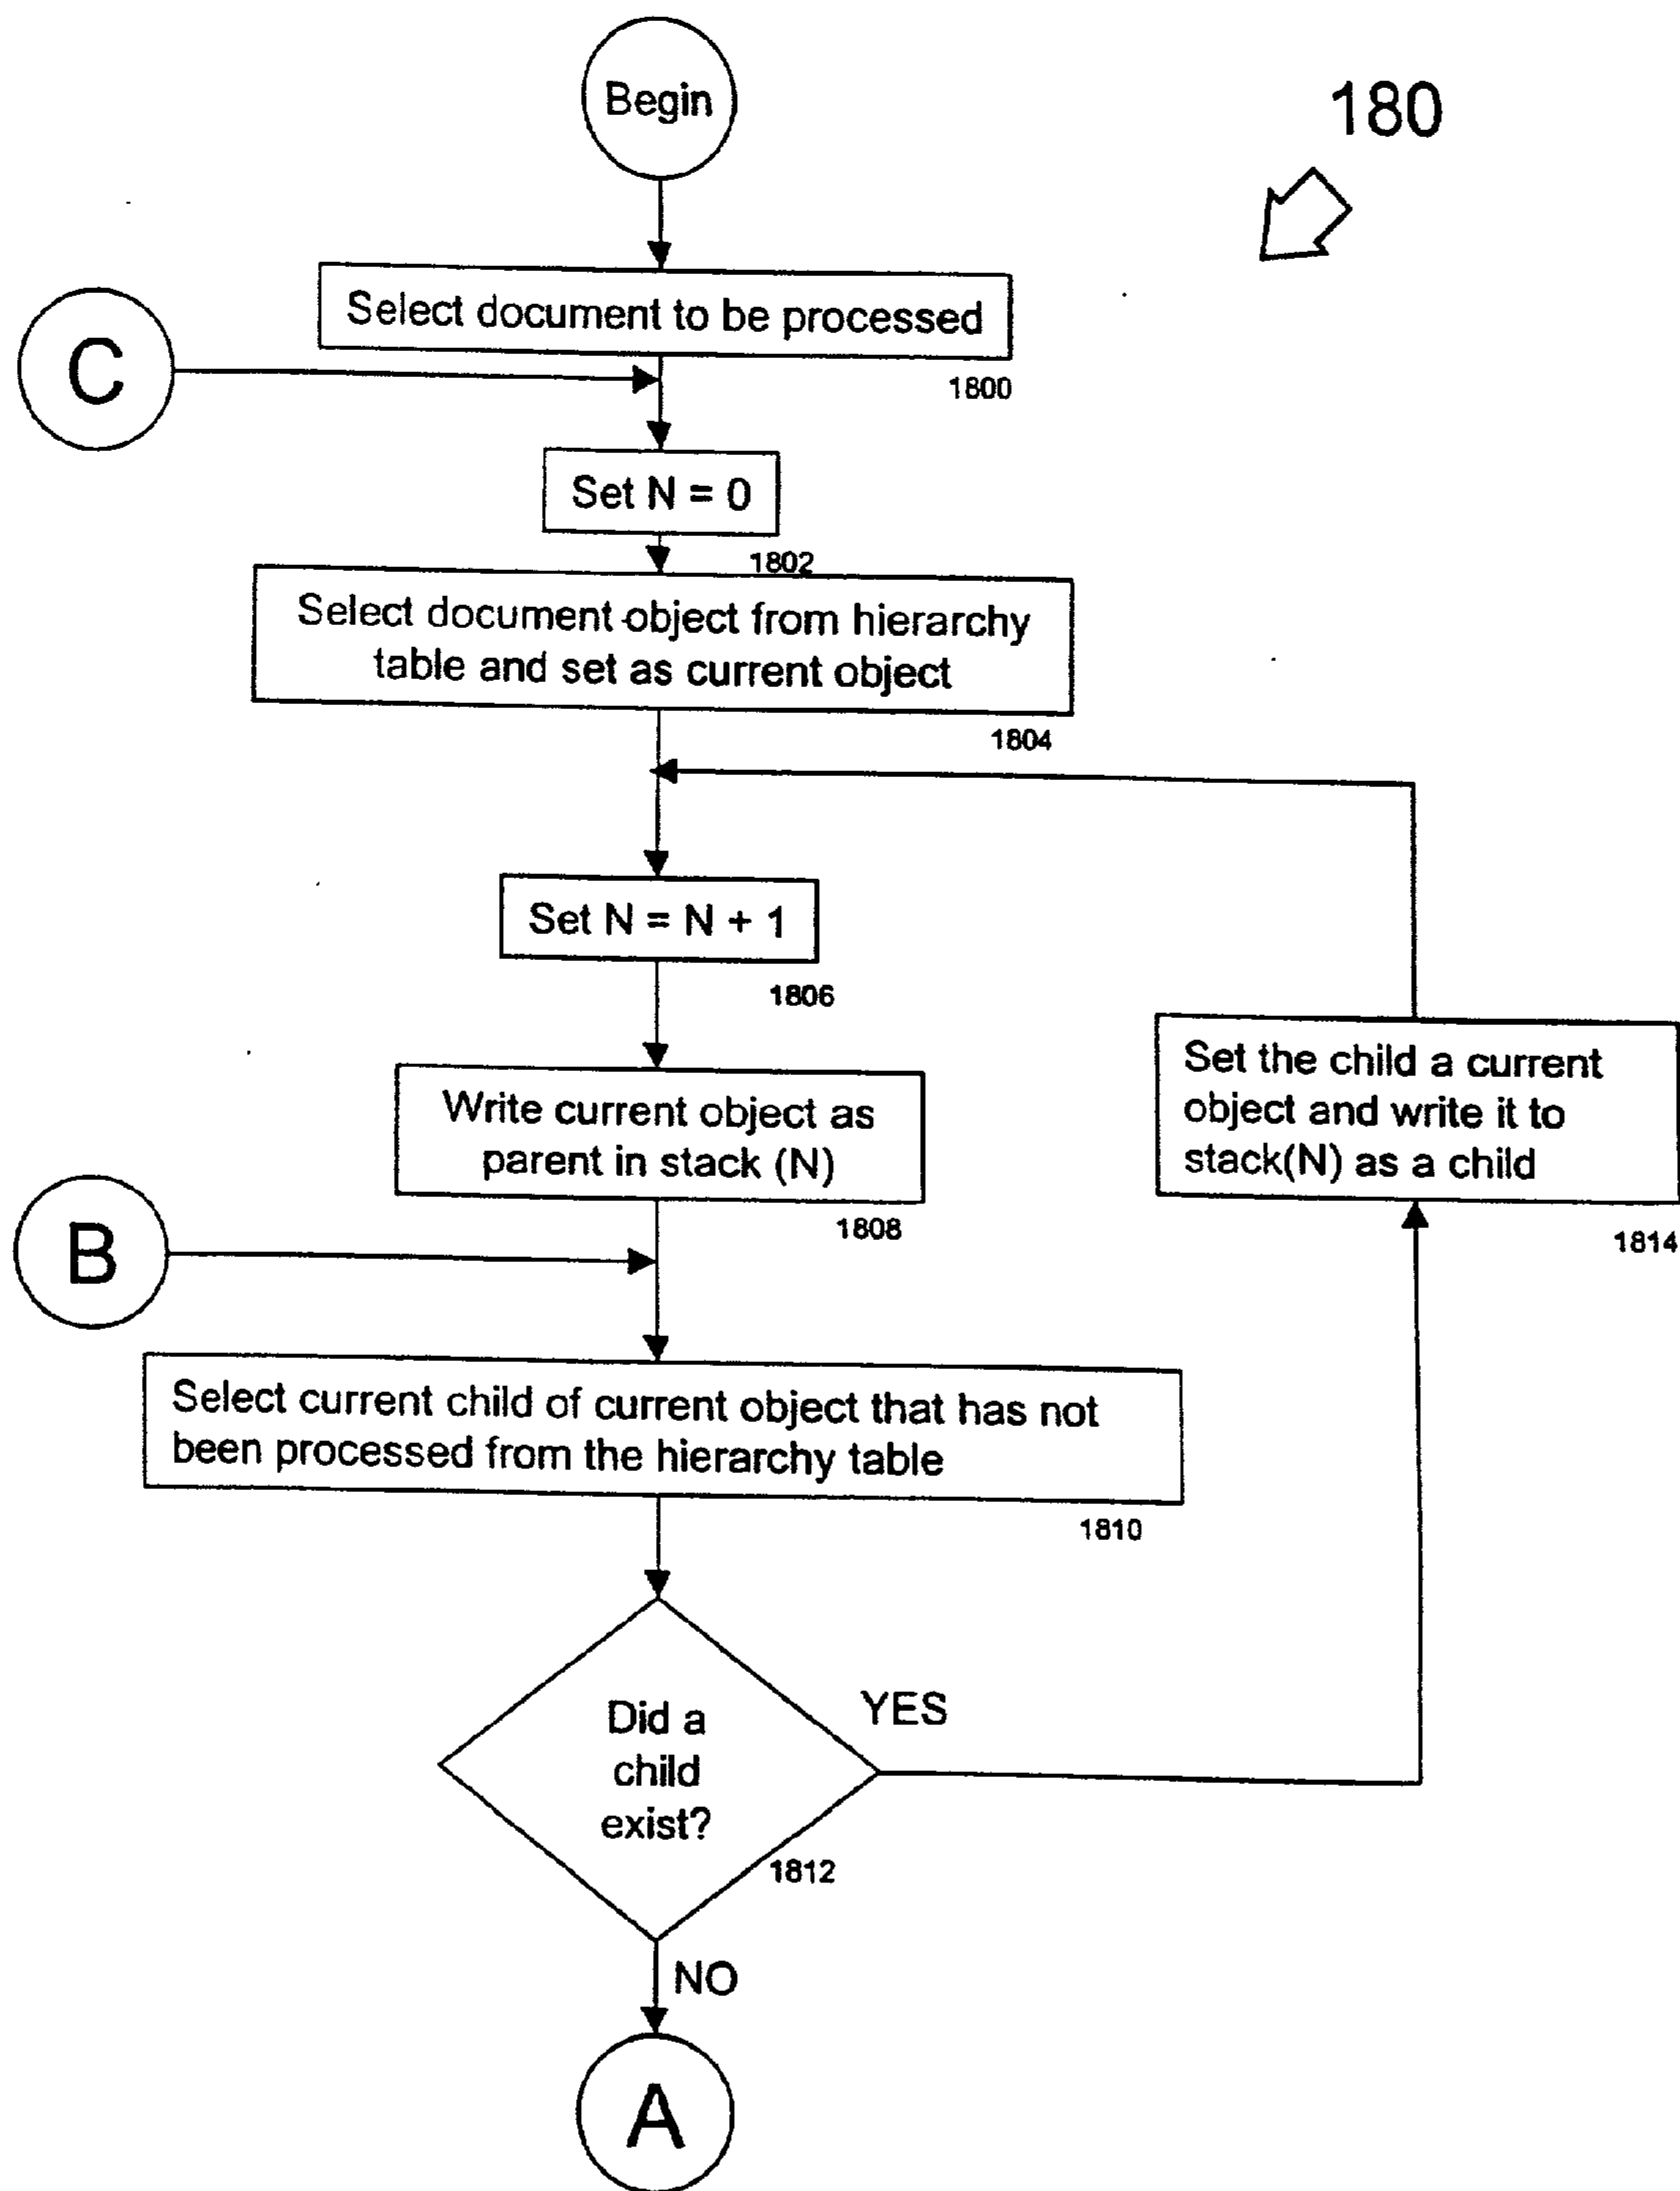 Begin
180
Select document to be processed
C
1800
Set N = 0
1802
Select document object from hierarchy
table and set as current object
1804
Set N = N + 1
1806
Write current object as
parent in stack (N)
1808
Set the child a current
object and write it to
stack(N) as a child
1814
B
Select current child of current object that has not
been processed from the hierarchy table
1810
Did a
child
exist?
YES
1812
NO
A